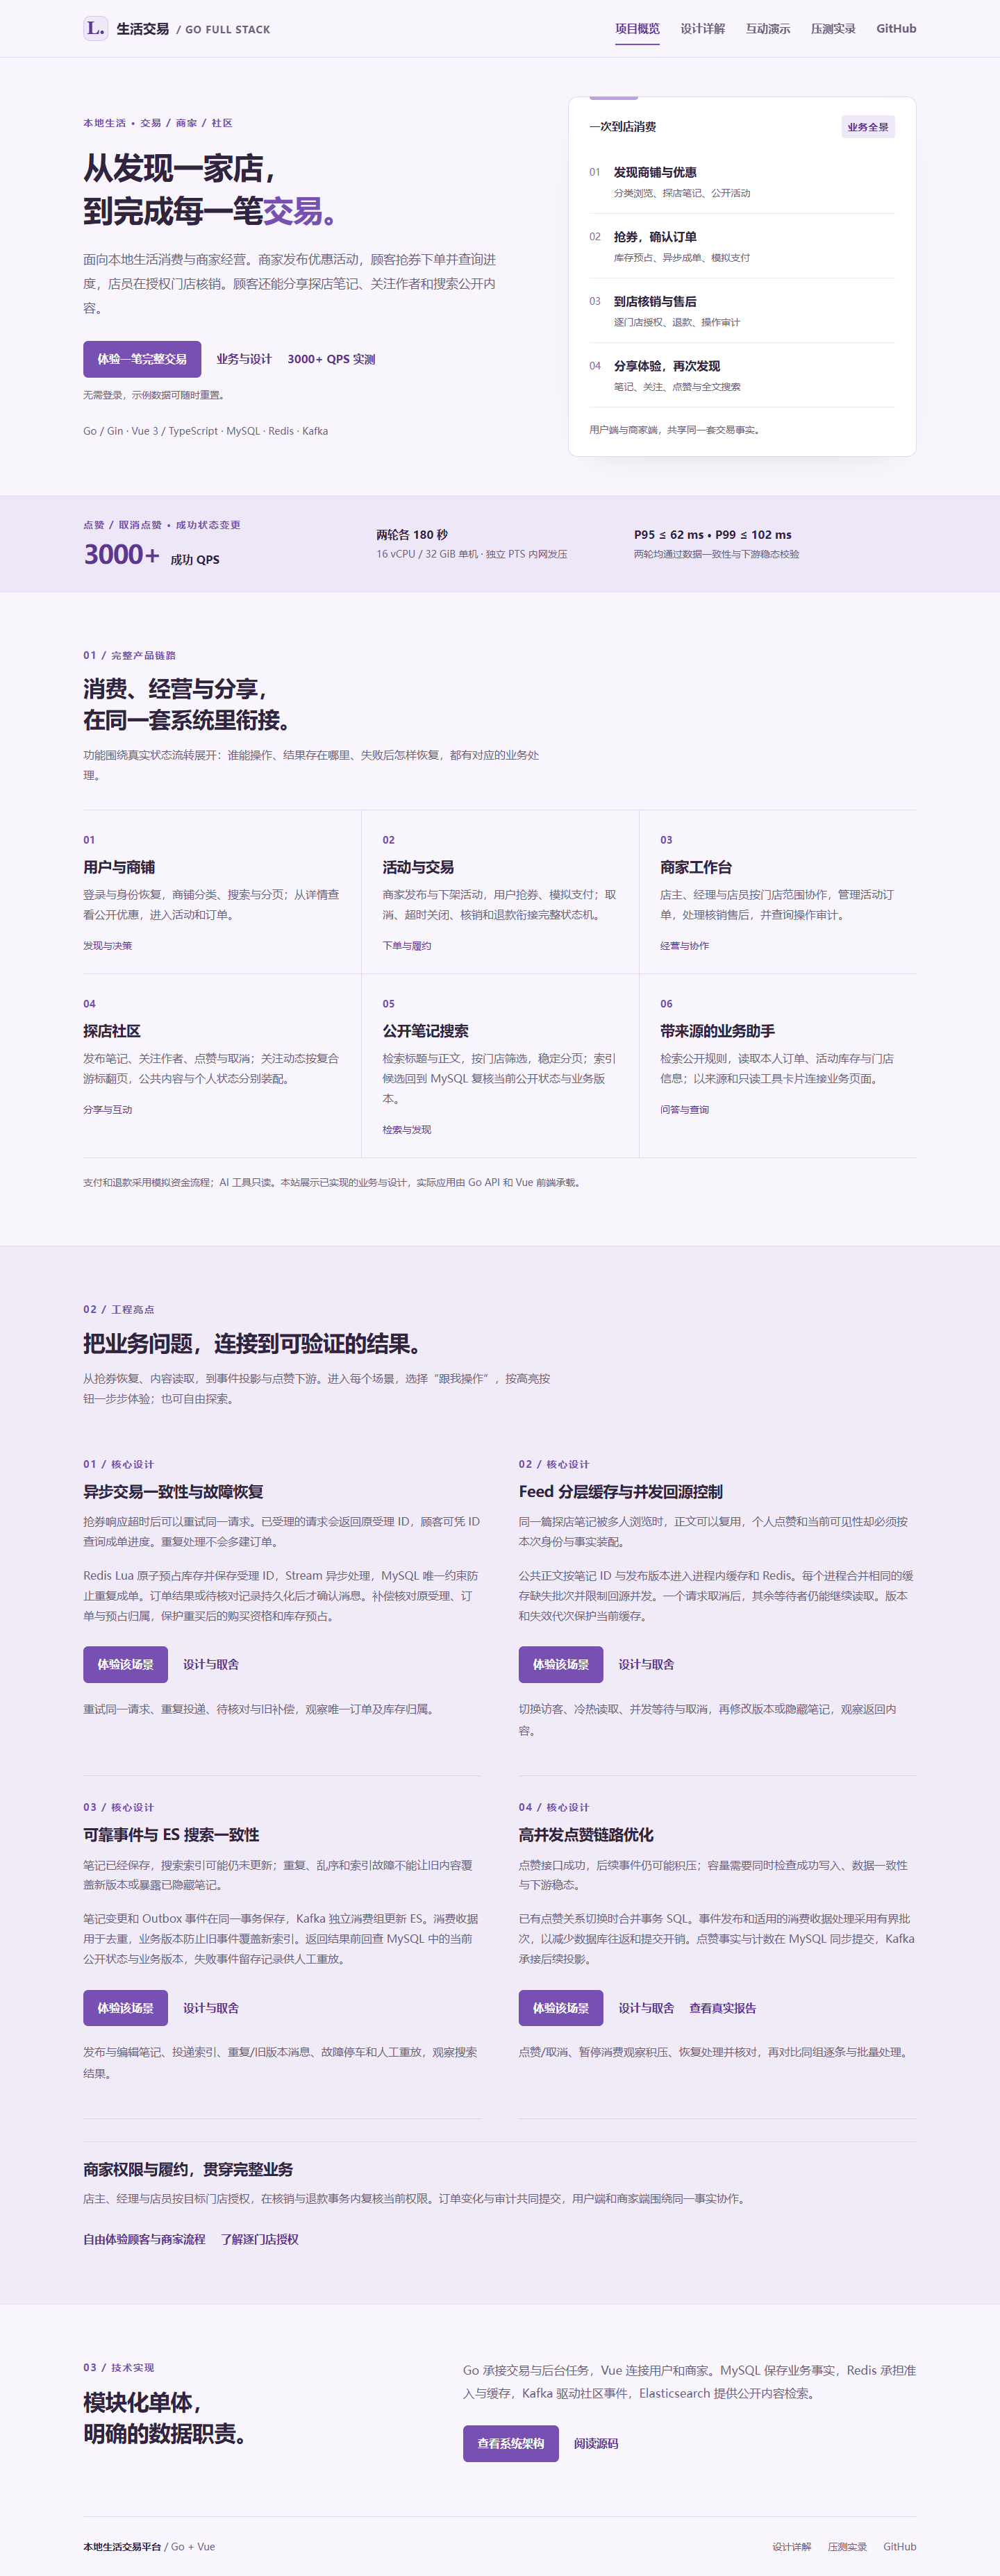 L. 生活交易 / GO FULL STACK
项目概览 设计详解 互动演示 压测实录 GitHub
本地生活 • 交易 / 商家 / 社区
从发现一家店，
到完成每一笔交易。
面向本地生活消费与商家经营。商家发布优惠活动，顾客抢券下单并查询进
度，店员在授权门店核销。顾客还能分享探店笔记、关注作者和搜索公开内
容。
体验一笔完整交易 业务与设计 3000+ QPS 实测
无需登录，示例数据可随时重置。
Go / Gin · Vue 3 / TypeScript · MySQL · Redis · Kafka
一次到店消费 业务全景
01 发现商铺与优惠
分类浏览、探店笔记、公开活动
02 抢券，确认订单
库存预占、异步成单、模拟支付
03 到店核销与售后
逐门店授权、退款、操作审计
04 分享体验，再次发现
笔记、关注、点赞与全文搜索
用户端与商家端，共享同一套交易事实。
点赞 / 取消点赞 • 成功状态变更
3000+ 成功 QPS
两轮各 180 秒
16 vCPU / 32 GiB 单机 · 独立 PTS 内网发压
P95 ≤ 62 ms • P99 ≤ 102 ms
两轮均通过数据一致性与下游稳态校验
01 / 完整产品链路
消费、经营与分享，
在同一套系统里衔接。
功能围绕真实状态流转展开：谁能操作、结果存在哪里、失败后怎样恢复，都有对应的业务处
理。
01
用户与商铺
登录与身份恢复，商铺分类、搜索与分页；从详情查
看公开优惠，进入活动和订单。
发现与决策
02
活动与交易
商家发布与下架活动，用户抢券、模拟支付；取
消、超时关闭、核销和退款衔接完整状态机。
下单与履约
03
商家工作台
店主、经理与店员按门店范围协作，管理活动订
单，处理核销售后，并查询操作审计。
经营与协作
04
探店社区
发布笔记、关注作者、点赞与取消；关注动态按复合
游标翻页，公共内容与个人状态分别装配。
分享与互动
05
公开笔记搜索
检索标题与正文，按门店筛选，稳定分页；索引
候选回到 MySQL 复核当前公开状态与业务版
本。
检索与发现
06
带来源的业务助手
检索公开规则，读取本人订单、活动库存与门店
信息；以来源和只读工具卡片连接业务页面。
问答与查询
支付和退款采用模拟资金流程；AI 工具只读。本站展示已实现的业务与设计，实际应用由 Go API 和 Vue 前端承载。
02 / 工程亮点
把业务问题，连接到可验证的结果。
从抢券恢复、内容读取，到事件投影与点赞下游。进入每个场景，选择“跟我操作”，按高亮按
钮一步步体验；也可自由探索。
01 / 核心设计
异步交易一致性与故障恢复
抢券响应超时后可以重试同一请求。已受理的请求会返回原受理 ID，顾客可凭 ID
查询成单进度。重复处理不会多建订单。
Redis Lua 原子预占库存并保存受理 ID，Stream 异步处理，MySQL 唯一约束防
止重复成单。订单结果或待核对记录持久化后才确认消息。补偿核对原受理、订
单与预占归属，保护重买后的购买资格和库存预占。
体验该场景 设计与取舍
重试同一请求、重复投递、待核对与旧补偿，观察唯一订单及库存归属。
02 / 核心设计
Feed 分层缓存与并发回源控制
同一篇探店笔记被多人浏览时，正文可以复用，个人点赞和当前可见性却必须按
本次身份与事实装配。
公共正文按笔记 ID 与发布版本进入进程内缓存和 Redis。每个进程合并相同的缓
存缺失批次并限制回源并发。一个请求取消后，其余等待者仍能继续读取。版本
和失效代次保护当前缓存。
体验该场景 设计与取舍
切换访客、冷热读取、并发等待与取消，再修改版本或隐藏笔记，观察返回内
容。
03 / 核心设计
可靠事件与 ES 搜索一致性
笔记已经保存，搜索索引可能仍未更新；重复、乱序和索引故障不能让旧内容覆
盖新版本或暴露已隐藏笔记。
笔记变更和 Outbox 事件在同一事务保存，Kafka 独立消费组更新 ES。消费收据
用于去重，业务版本防止旧事件覆盖新索引。返回结果前回查 MySQL 中的当前
公开状态与业务版本，失败事件留存记录供人工重放。
体验该场景 设计与取舍
发布与编辑笔记、投递索引、重复/旧版本消息、故障停车和人工重放，观察搜索
结果。
04 / 核心设计
高并发点赞链路优化
点赞接口成功，后续事件仍可能积压；容量需要同时检查成功写入、数据一致性
与下游稳态。
已有点赞关系切换时合并事务 SQL。事件发布和适用的消费收据处理采用有界批
次，以减少数据库往返和提交开销。点赞事实与计数在 MySQL 同步提交，Kafka
承接后续投影。
体验该场景 设计与取舍 查看真实报告
点赞/取消、暂停消费观察积压、恢复处理并核对，再对比同组逐条与批量处理。
商家权限与履约，贯穿完整业务
店主、经理与店员按目标门店授权，在核销与退款事务内复核当前权限。订单变化与审计共同提交，用户端和商家端围绕同一事实协作。
自由体验顾客与商家流程 了解逐门店授权
03 / 技术实现
模块化单体，
明确的数据职责。
Go 承接交易与后台任务，Vue 连接用户和商家。MySQL 保存业务事实，Redis 承担准
入与缓存，Kafka 驱动社区事件，Elasticsearch 提供公开内容检索。
查看系统架构 阅读源码
本地生活交易平台 / Go + Vue
设计详解 压测实录 GitHub